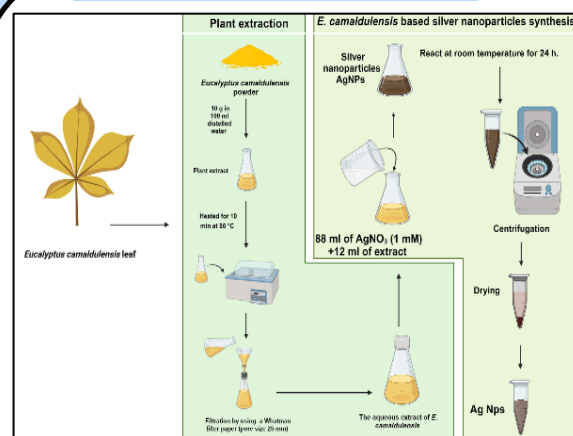 Plant extraction
Eucalyptus camaldulensis
powder
10 g in
100 ml
distelled
water
Plant extract
Heated for 10
min at 80 °C
Filtration by using a Whatman
filter paper (pore size 25 mm)
Eucalyptus camaldulensis leaf
The aqueous extract of E.
camaldulensis
E. camaldulensis based silver nanoparticles synthesis
Silver
nanoparticles
AgNPs
88 ml of AgNO₃ (1 mM)
+12 ml of extract
React at room temperature for 24 h.
Centrifugation
Drying
Ag Nps